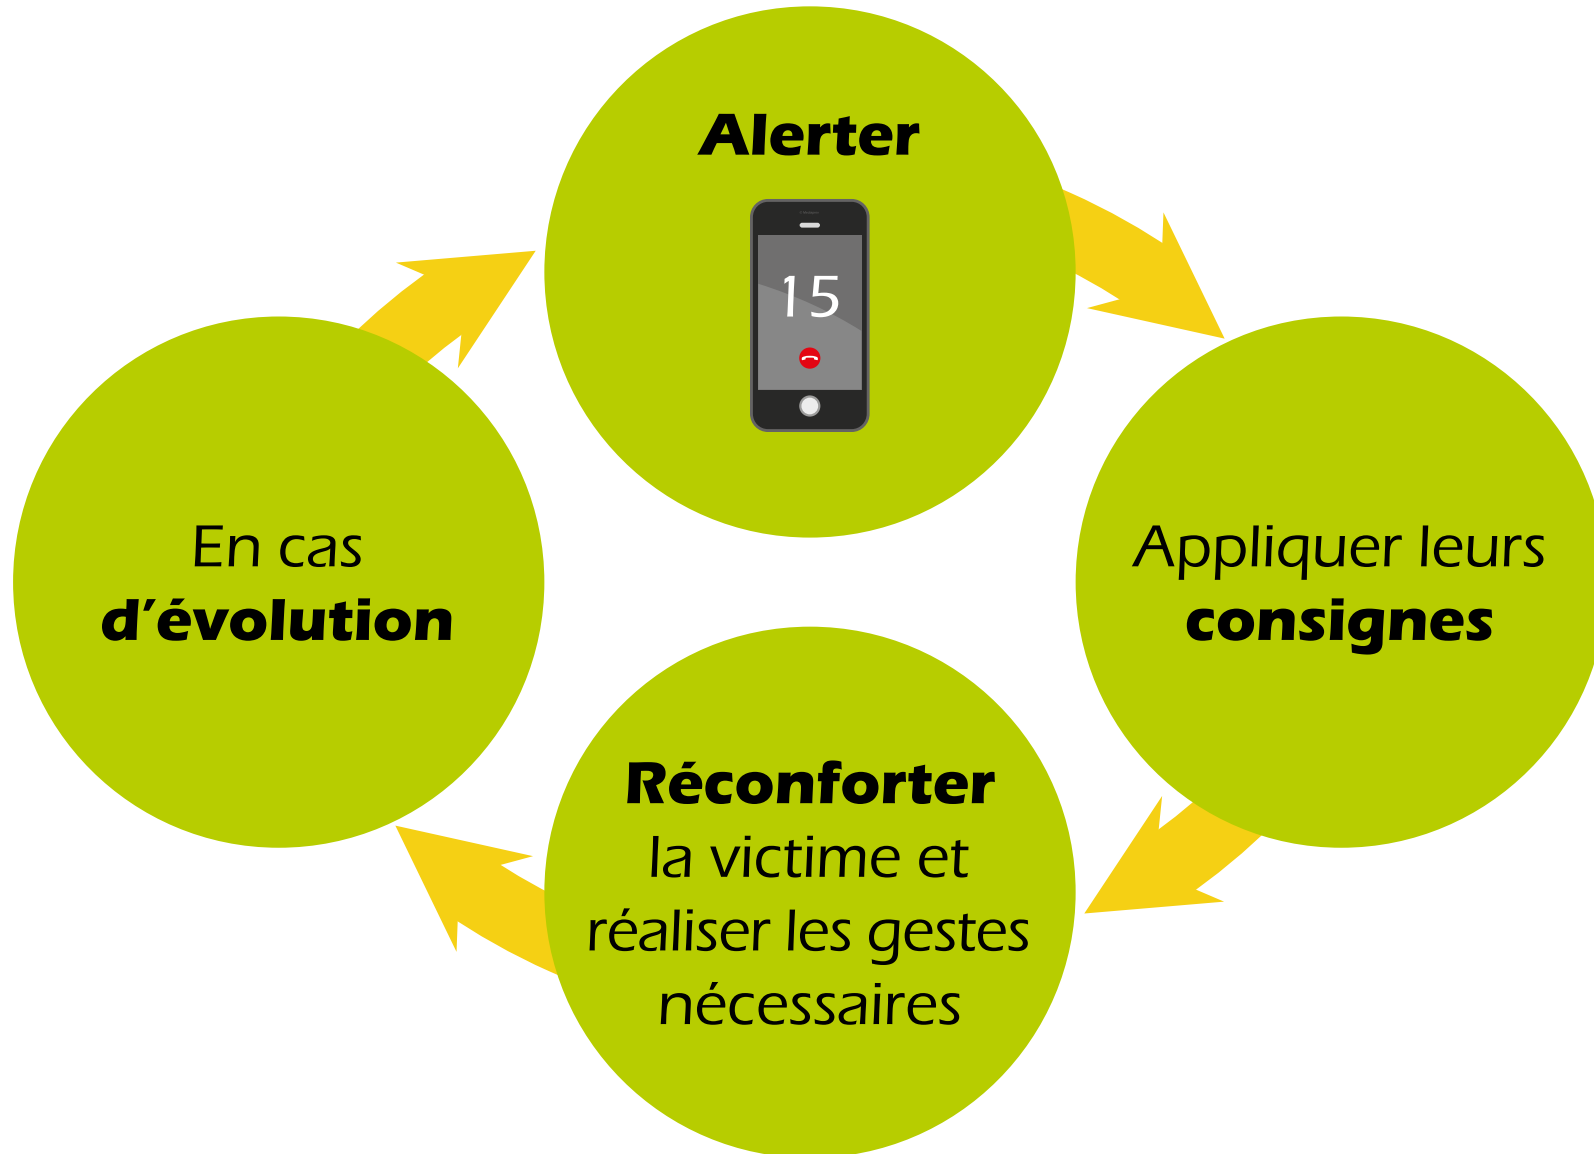 Alerter
15
Appliquer leurs
consignes
Réconforter
la victime et
réaliser les gestes
nécessaires
En cas
d'évolution